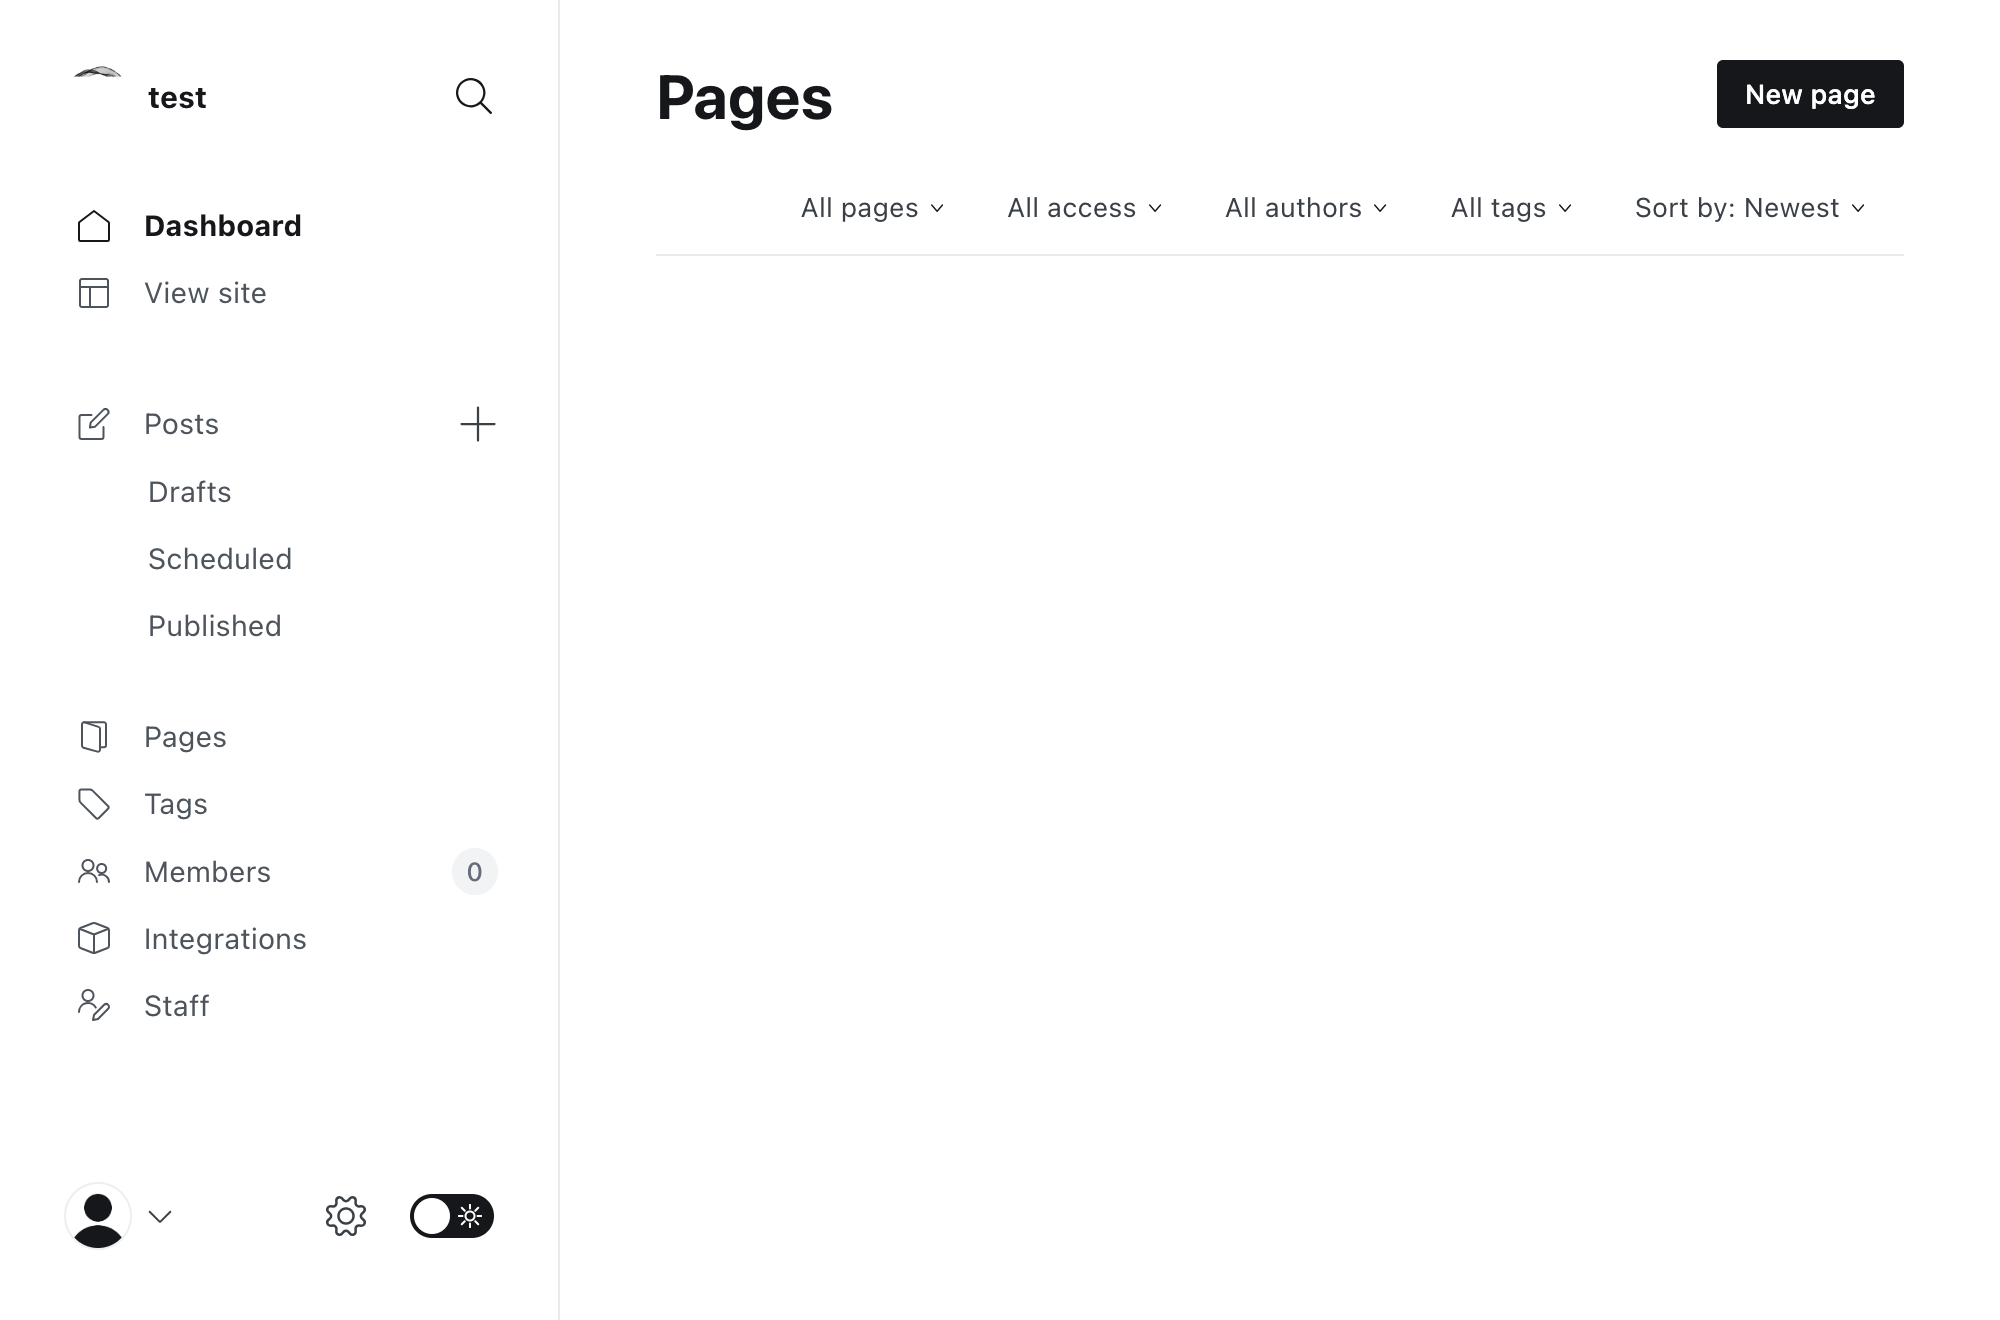 test
Dashboard
View site
Posts
Drafts
Scheduled
Published
Pages
Tags
Members 0
Integrations
Staff
Pages
New page
All pages All access All authors All tags Sort by: Newest